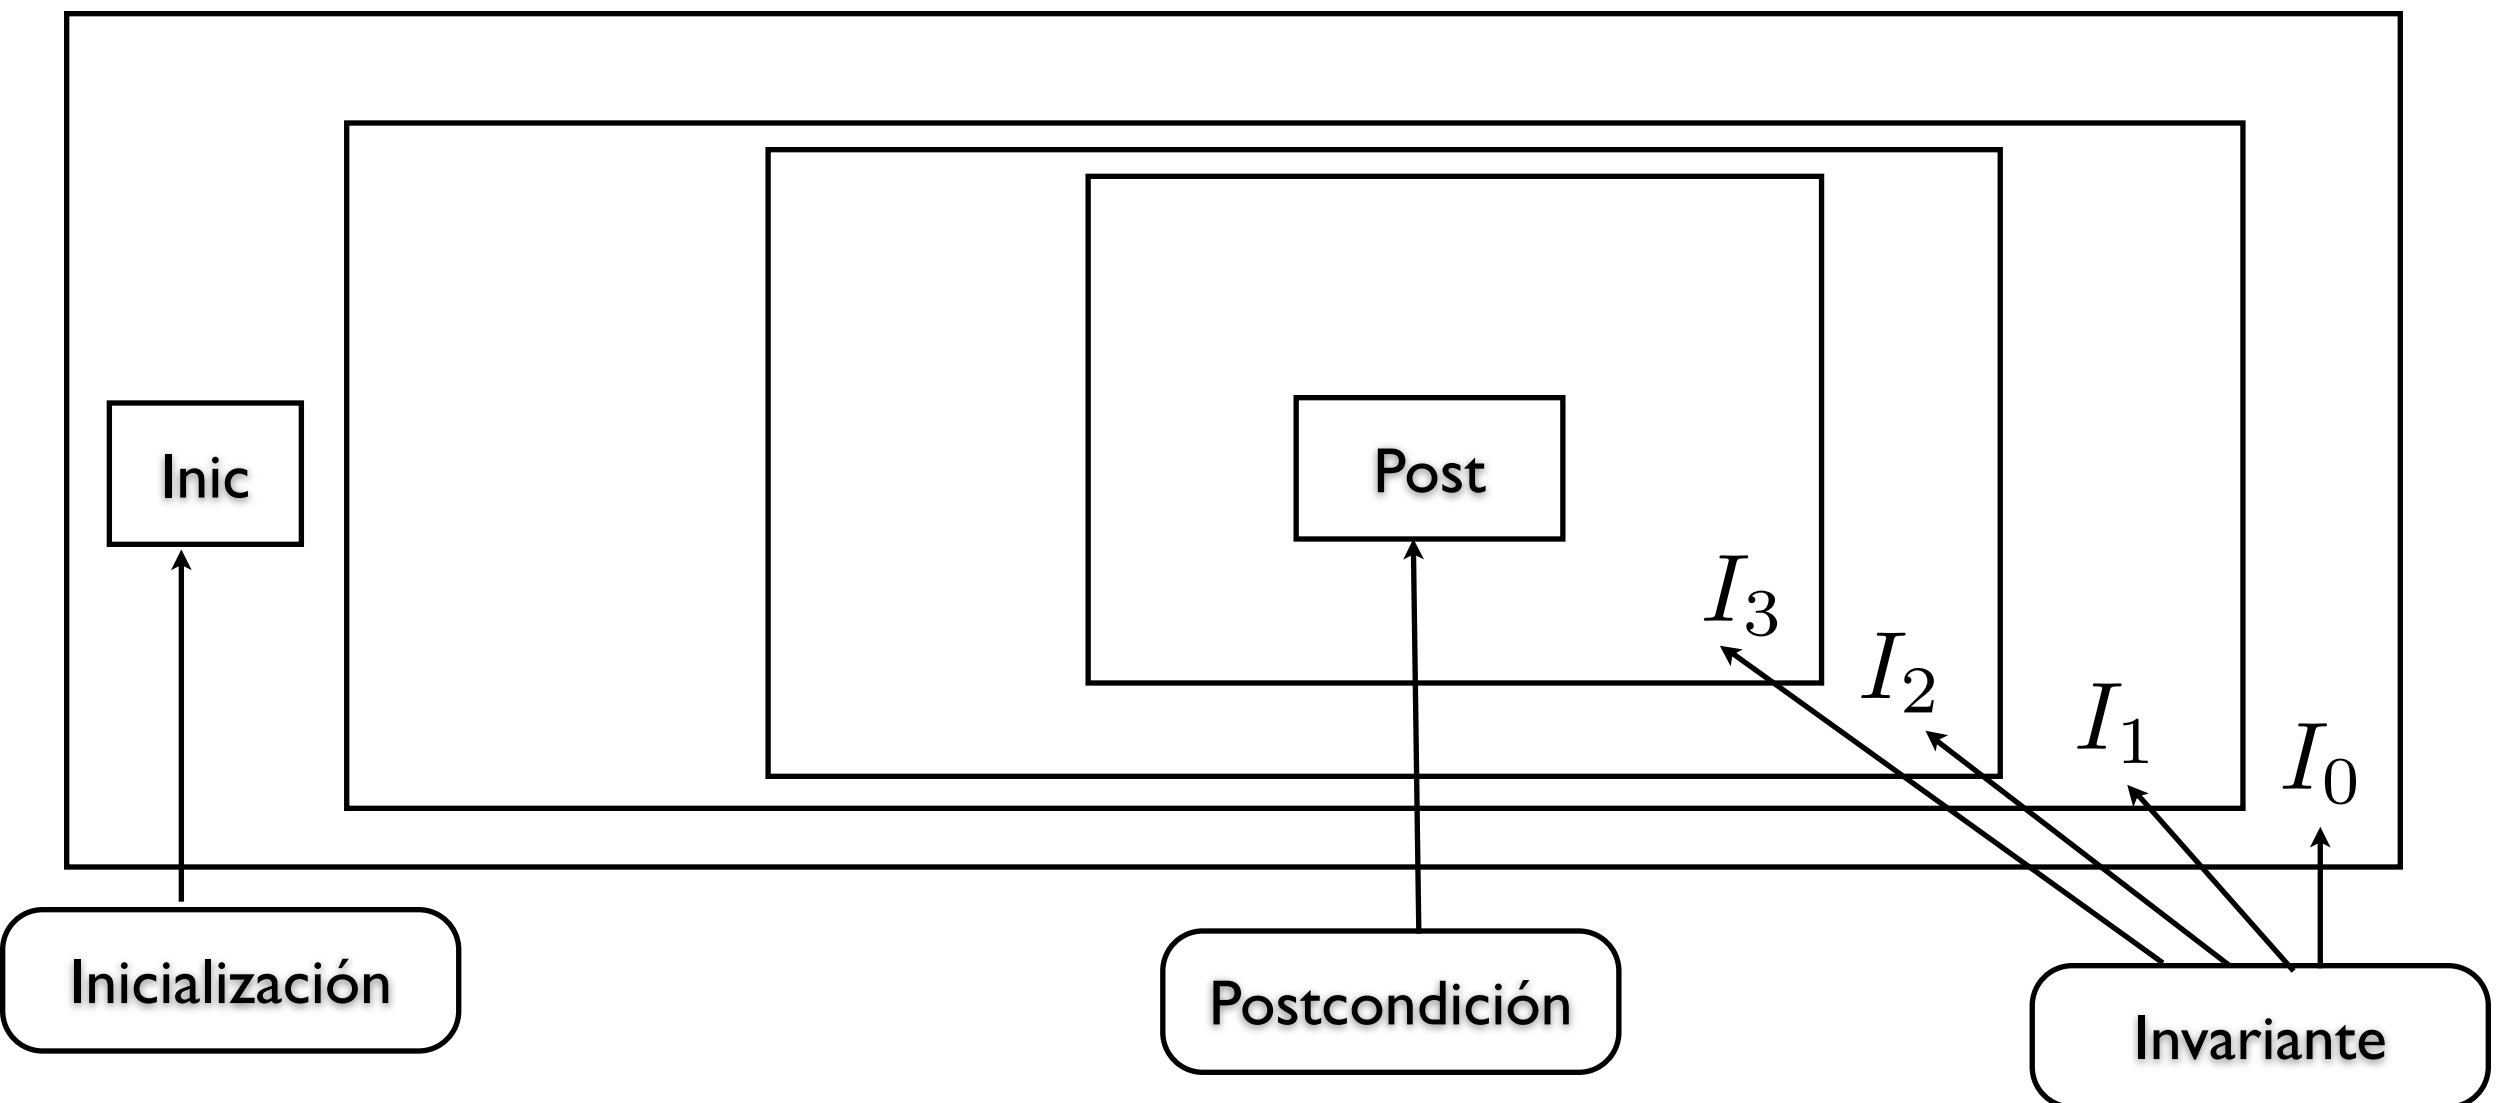 Inic
Post
I₃
I₂
I₁
I₀
Inicialización
Postcondición
Invariante